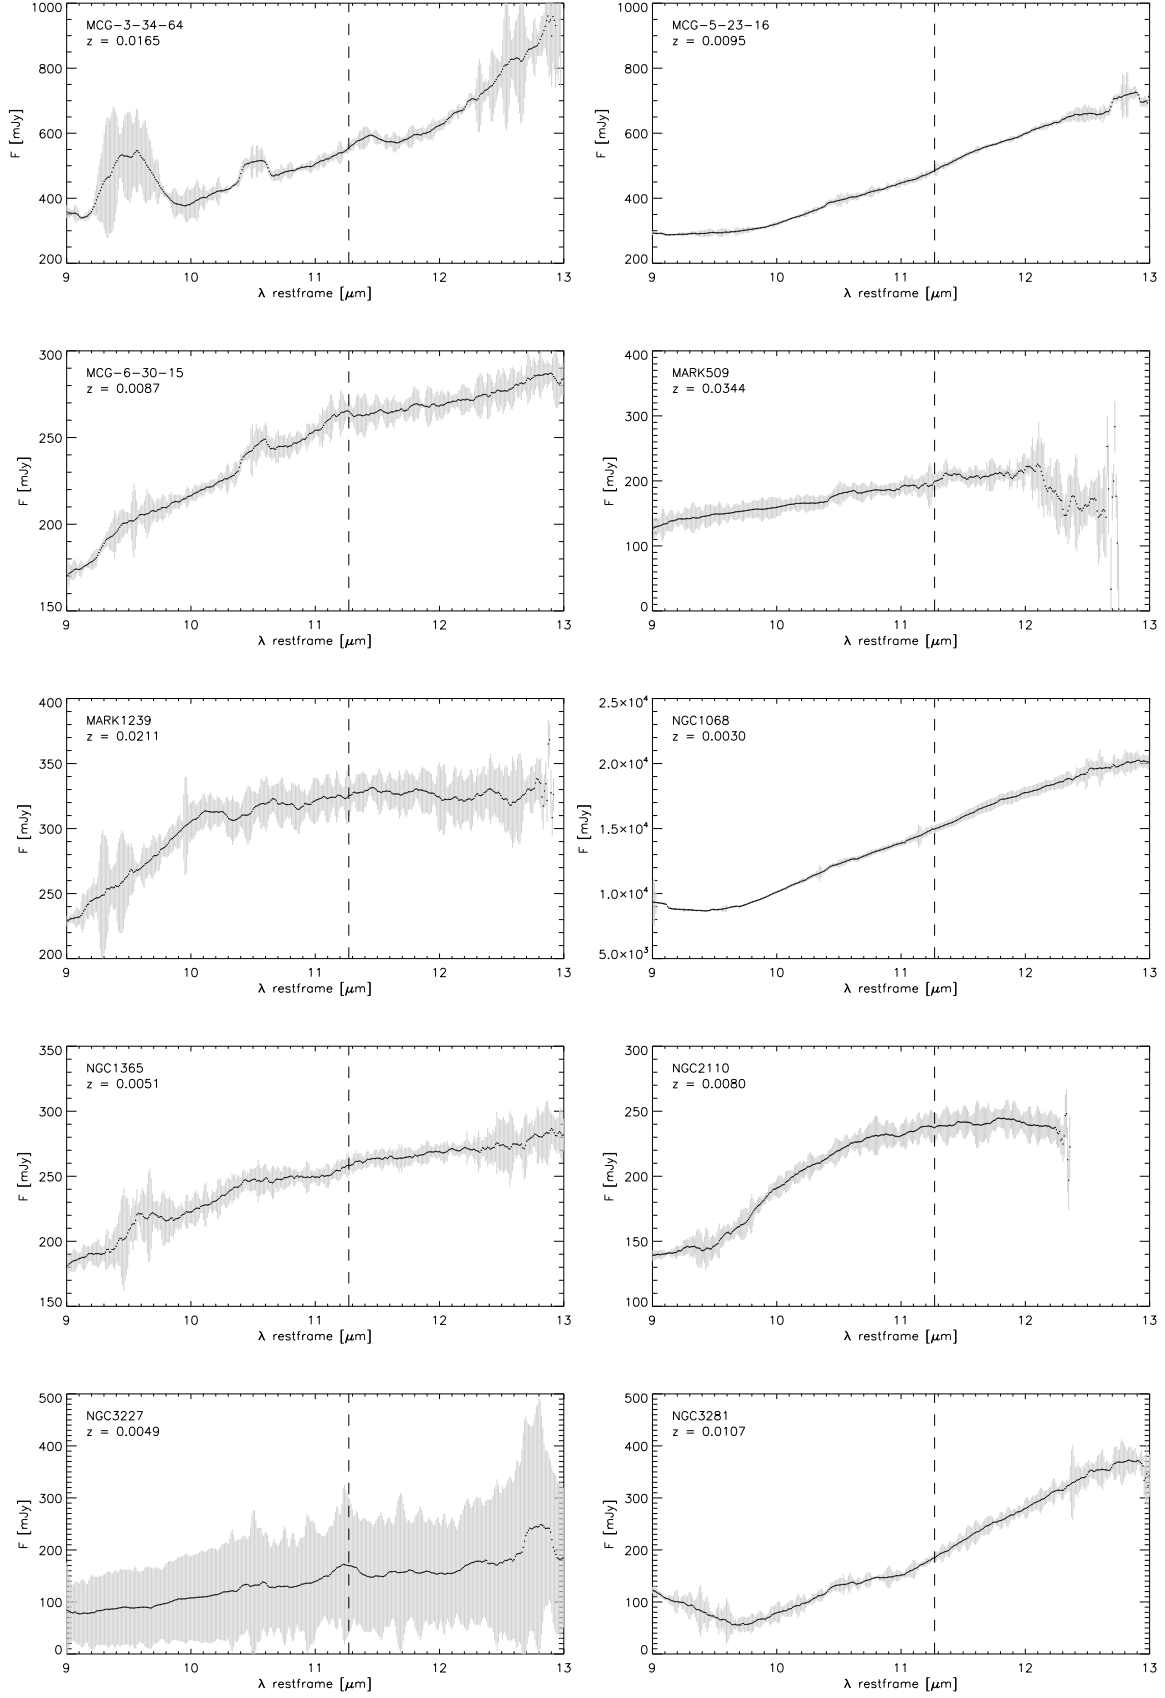 MCG-3-34-64
z = 0.0165
F [mJy]
1000
800
600
400
200
9 10 11 12 13
λ restframe [μm]
MCG-5-23-16
z = 0.0095
F [mJy]
1000
800
600
400
200
9 10 11 12 13
λ restframe [μm]
MCG-6-30-15
z = 0.0087
F [mJy]
300
250
200
150
9 10 11 12 13
λ restframe [μm]
MARK509
z = 0.0344
F [mJy]
400
300
200
100
0
9 10 11 12 13
λ restframe [μm]
MARK1239
z = 0.0211
F [mJy]
400
350
300
250
200
9 10 11 12 13
λ restframe [μm]
NGC1068
z = 0.0030
F [mJy]
2.5×10⁴
2.0×10⁴
1.5×10⁴
1.0×10⁴
5.0×10³
9 10 11 12 13
λ restframe [μm]
NGC1365
z = 0.0051
F [mJy]
350
300
250
200
150
9 10 11 12 13
λ restframe [μm]
NGC2110
z = 0.0080
F [mJy]
300
250
200
150
100
9 10 11 12 13
λ restframe [μm]
NGC3227
z = 0.0049
F [mJy]
500
400
300
200
100
0
9 10 11 12 13
λ restframe [μm]
NGC3281
z = 0.0107
F [mJy]
500
400
300
200
100
0
9 10 11 12 13
λ restframe [μm]